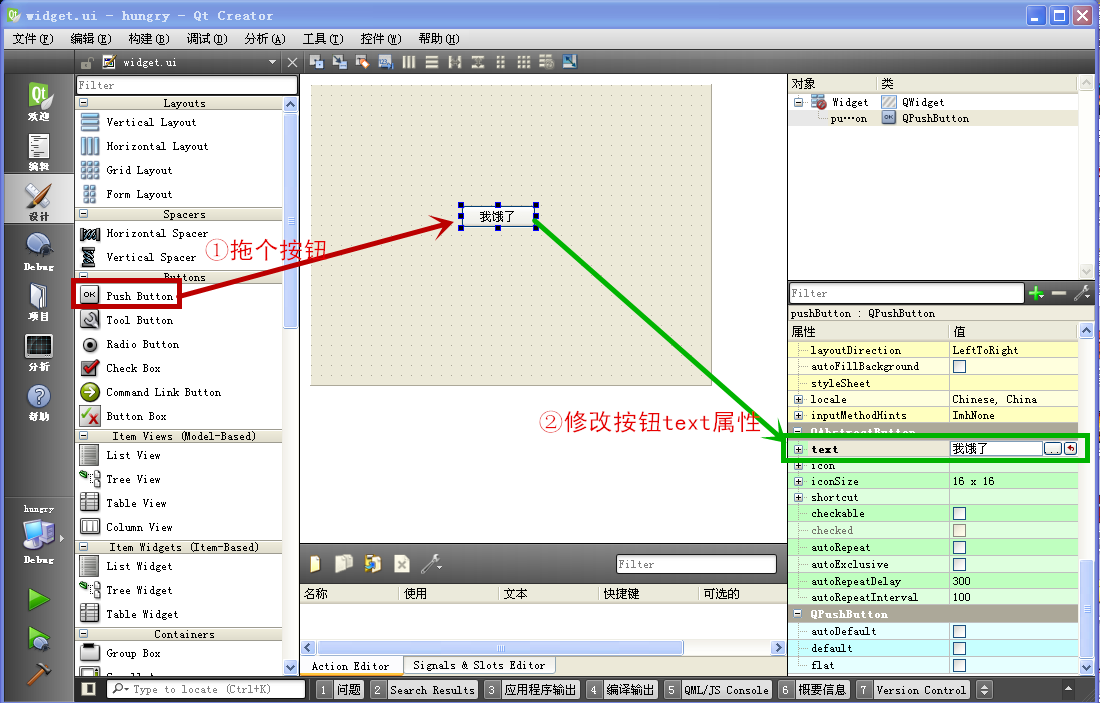 widget.ui - hungry - Qt Creator
文件(F) 编辑(E) 构建(B) 调试(D) 分析(A) 工具(T) 控件(W) 帮助(H)
widget.ui
欢迎
编辑
设计
Debug
项目
分析
帮助
hungry
Debug
Filter
Layouts
Vertical Layout
Horizontal Layout
Grid Layout
Form Layout
Spacers
Horizontal Spacer
Vertical Spacer
Buttons
OK Push Button
Tool Button
Radio Button
Check Box
Command Link Button
Button Box
Item Views (Model-Based)
List View
Tree View
Table View
Column View
Item Widgets (Item-Based)
List Widget
Tree Widget
Table Widget
Containers
Group Box
我饿了
①拖个按钮
②修改按钮text属性
Filter
名称 使用 文本 快捷键 可选的
Action Editor Signals & Slots Editor
对象 类
Widget QWidget
pu···on OK QPushButton
Filter
pushButton : QPushButton
属性 值
layoutDirection LeftToRight
autoFillBackground
styleSheet
locale Chinese, China
inputMethodHints ImhNone
QAbstractButton
text 我饿了 ...
icon
iconSize 16 x 16
shortcut
checkable
checked
autoRepeat
autoExclusive
autoRepeatDelay 300
autoRepeatInterval 100
QPushButton
autoDefault
default
flat
Type to locate (Ctrl+K) 1 问题 2 Search Results 3 应用程序输出 4 编译输出 5 QML/JS Console 6 概要信息 7 Version Control